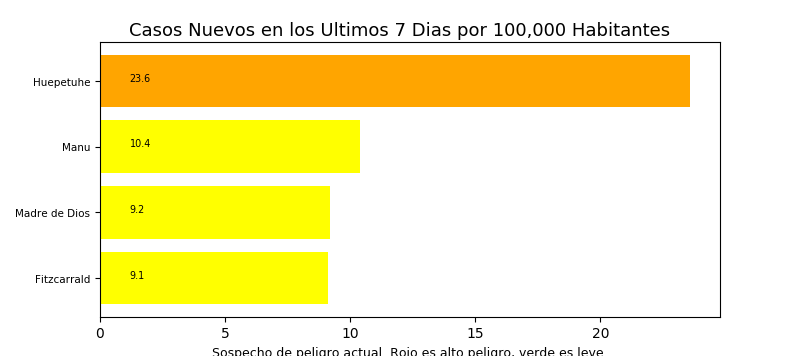 Casos Nuevos en los Ultimos 7 Dias por 100,000 Habitantes
Huepetuhe 23.6
Manu 10.4
Madre de Dios 9.2
Fitzcarrald 9.1
0 5 10 15 20
Sospecho de peligro actual. Rojo es alto peligro, verde es leve